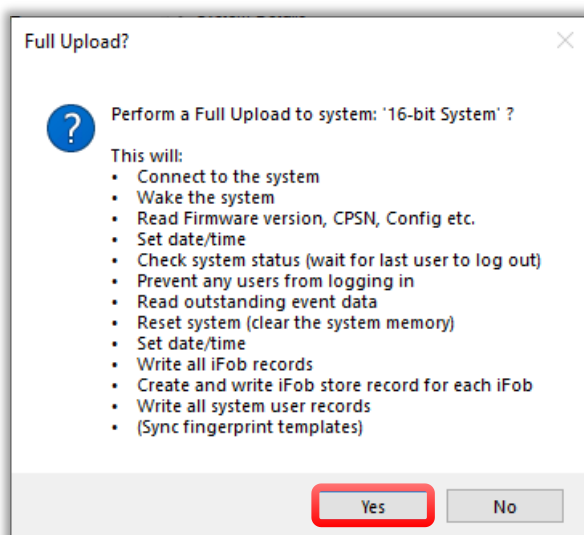 Full Upload?
Perform a Full Upload to system: '16-bit System' ?
This will:
• Connect to the system
• Wake the system
• Read Firmware version, CPSN, Config etc.
• Set date/time
• Check system status (wait for last user to log out)
• Prevent any users from logging in
• Read outstanding event data
• Reset system (clear the system memory)
• Set date/time
• Write all iFob records
• Create and write iFob store record for each iFob
• Write all system user records
• (Sync fingerprint templates)
Yes No